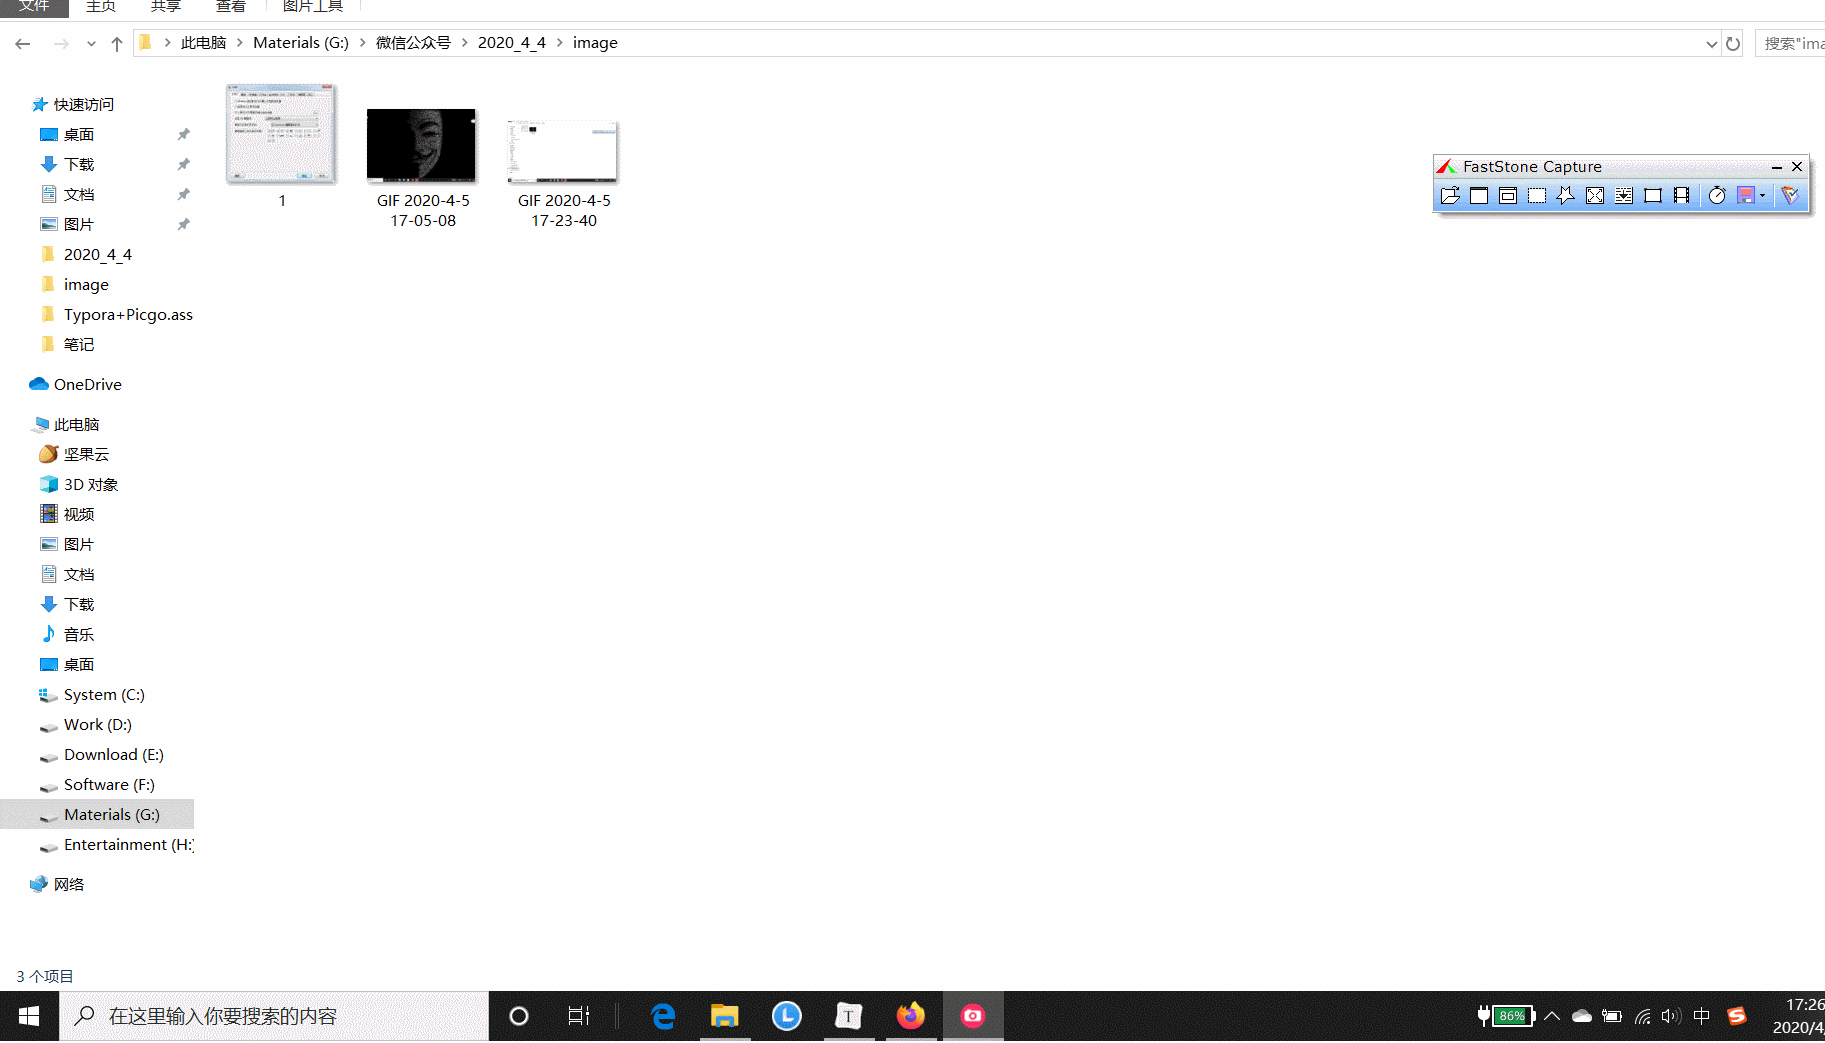 文件 主页 共享 查看 图片工具
此电脑 Materials (G:) 微信公众号 2020_4_4 image
搜索"ima
快速访问
桌面
下载
文档
图片
2020_4_4
image
Typora+Picgo.ass
笔记
OneDrive
此电脑
坚果云
3D 对象
视频
图片
文档
下载
音乐
桌面
System (C:)
Work (D:)
Download (E:)
Software (F:)
Materials (G:)
Entertainment (H:)
网络
1
GIF 2020-4-5
17-05-08
GIF 2020-4-5
17-23-40
FastStone Capture
3 个项目
在这里输入你要搜索的内容
T
86%
中
17:26
2020/4/